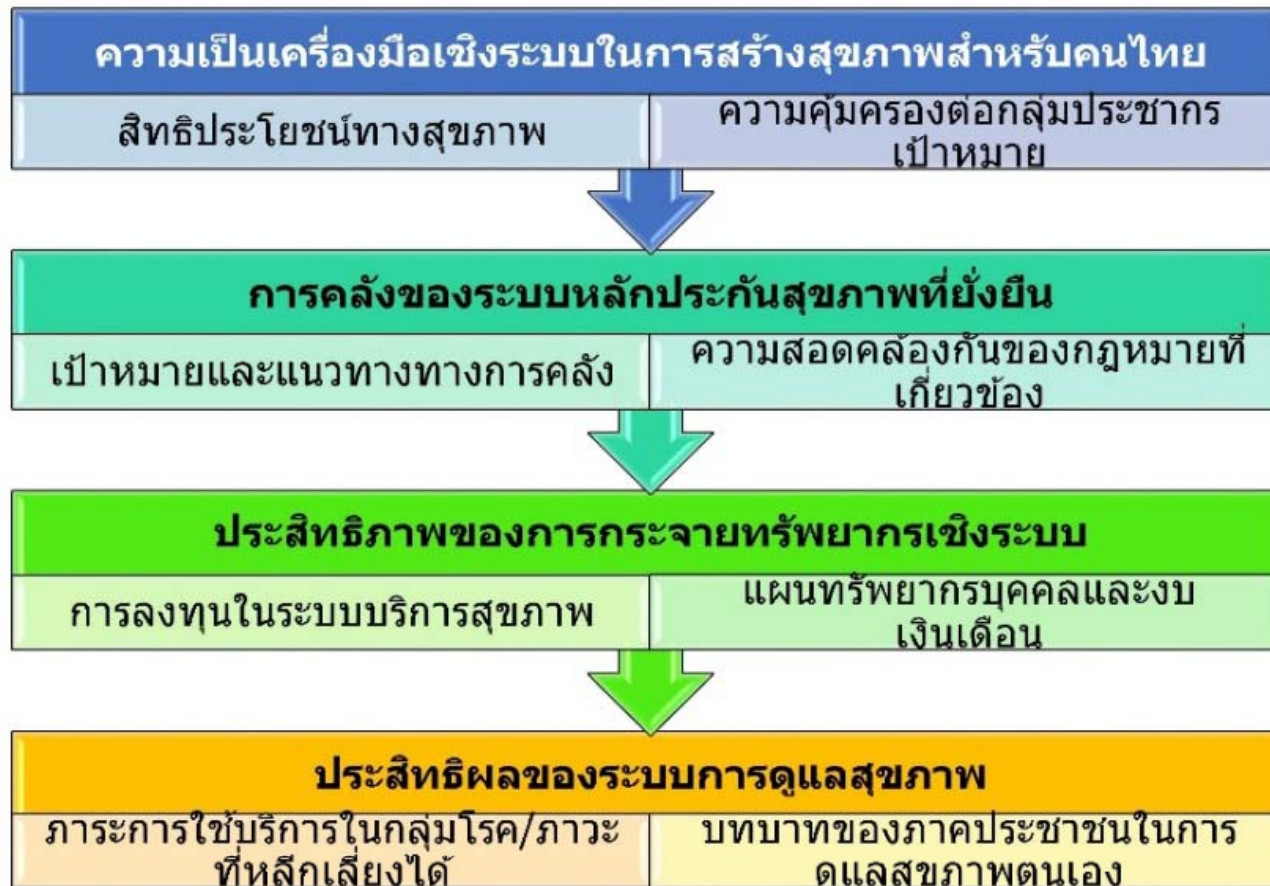 ความเป็นเครื่องมือเชิงระบบในการสร้างสุขภาพสำหรับคนไทย
สิทธิประโยชน์ทางสุขภาพ
ความคุ้มครองต่อกลุ่มประชากร
เป้าหมาย
การคลังของระบบหลักประกันสุขภาพที่ยั่งยืน
เป้าหมายและแนวทางทางการคลัง
ความสอดคล้องกันของกฎหมายที่
เกี่ยวข้อง
ประสิทธิภาพของการกระจายทรัพยากรเชิงระบบ
การลงทุนในระบบบริการสุขภาพ
แผนทรัพยากรบุคคลและงบ
เงินเดือน
ประสิทธิผลของระบบการดูแลสุขภาพ
ภาระการใช้บริการในกลุ่มโรค/ภาวะ
ที่หลีกเลี่ยงได้
บทบาทของภาคประชาชนในการ
ดูแลสุขภาพตนเอง